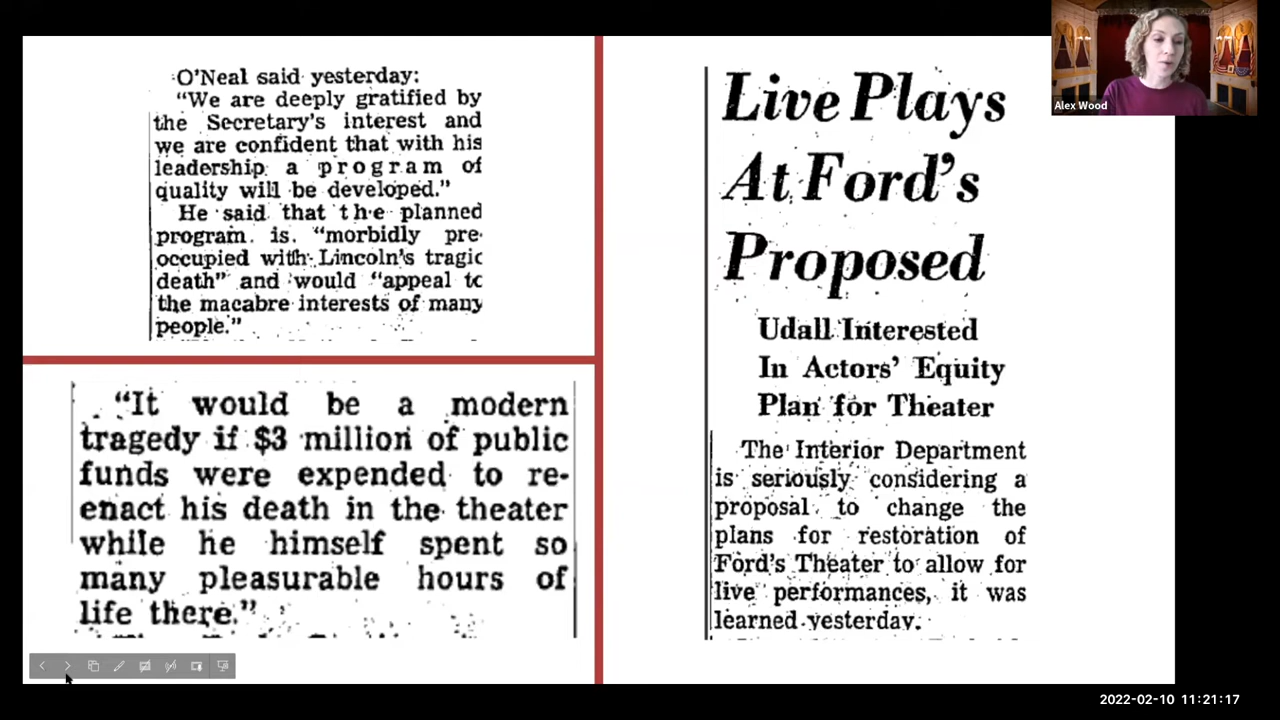 O'Neal said yesterday:
"We are deeply gratified by
the Secretary's interest and
we are confident that with his
leadership a program of
quality will be developed."
He said that the planned
program is "morbidly pre-
occupied with Lincoln's tragic
death" and would "appeal to
the macabre interests of many
people."
"It would be a modern
tragedy if $3 million of public
funds were expended to re-
enact his death in the theater
while he himself spent so
many pleasurable hours of
life there."
Live Plays
At Ford's
Proposed
Udall Interested
In Actors' Equity
Plan for Theater
The Interior Department
is seriously considering a
proposal to change the
plans for restoration of
Ford's Theater to allow for
live performances, it was
learned yesterday.
Alex Wood
2022-02-10 11:21:17